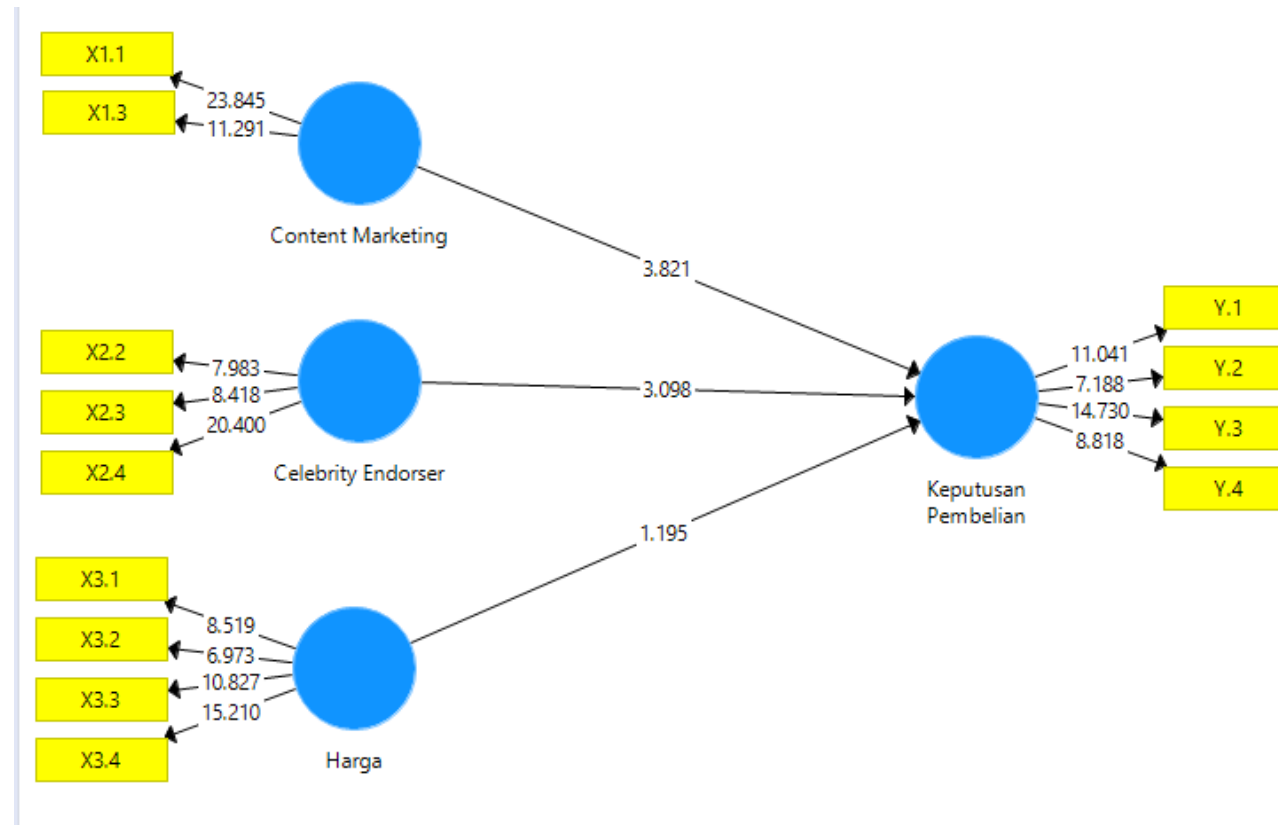 X1.1
23.845
X1.3
11.291
Content Marketing
3.821
X2.2
7.983
X2.3
8.418
20.400
X2.4
Celebrity Endorser
3.098
Y.1
11.041
Y.2
7.188
Y.3
14.730
8.818
Y.4
Keputusan
Pembelian
1.195
X3.1
8.519
X3.2
6.973
X3.3
10.827
15.210
X3.4
Harga